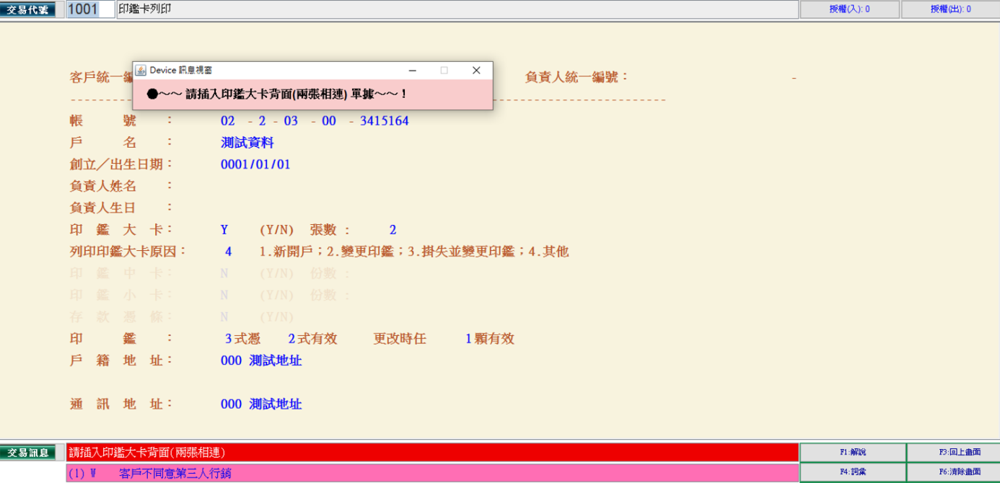 交易代號 1001 印鑑卡列印 授權(入): 0 授權(出): 0
Device 訊息視窗
客戶統一編 負責人統一編號： -
●～～ 請插入印鑑大卡背面(兩張相連) 單據～～！
帳 號 ： 02 - 2 - 03 - 00 - 3415164
戶 名 ： 測試資料
創立／出生日期： 0001/01/01
負責人姓名 ：
負責人生日 ：
印 鑑 大 卡： Y (Y/N) 張數 ： 2
列印印鑑大卡原因： 4 1.新開戶；2.變更印鑑；3.掛失並變更印鑑；4.其他
印 鑑 中 卡： N (Y/N) 份數 ：
印 鑑 小 卡： N (Y/N) 份數 ：
存 款 憑 條： N (Y/N)
印 鑑 ： 3式憑 2式有效 更改時任 1顆有效
戶 籍 地 址： 000 測試地址
通 訊 地 址： 000 測試地址
交易訊息 請插入印鑑大卡背面(兩張相連) F1:解說 F3:回上畫面
(1) W 客戶不同意第三人行銷 F4:詞彙 F6:清除畫面